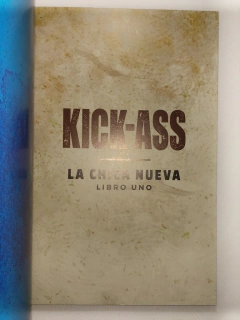 KICK-ASS
LA CHICA NUEVA
LIBRO UNO